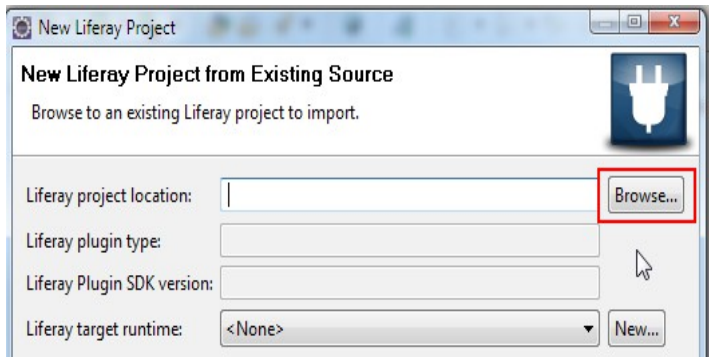 New Liferay Project
New Liferay Project from Existing Source
Browse to an existing Liferay project to import.
Liferay project location:
Browse...
Liferay plugin type:
Liferay Plugin SDK version:
Liferay target runtime:
<None>
New...